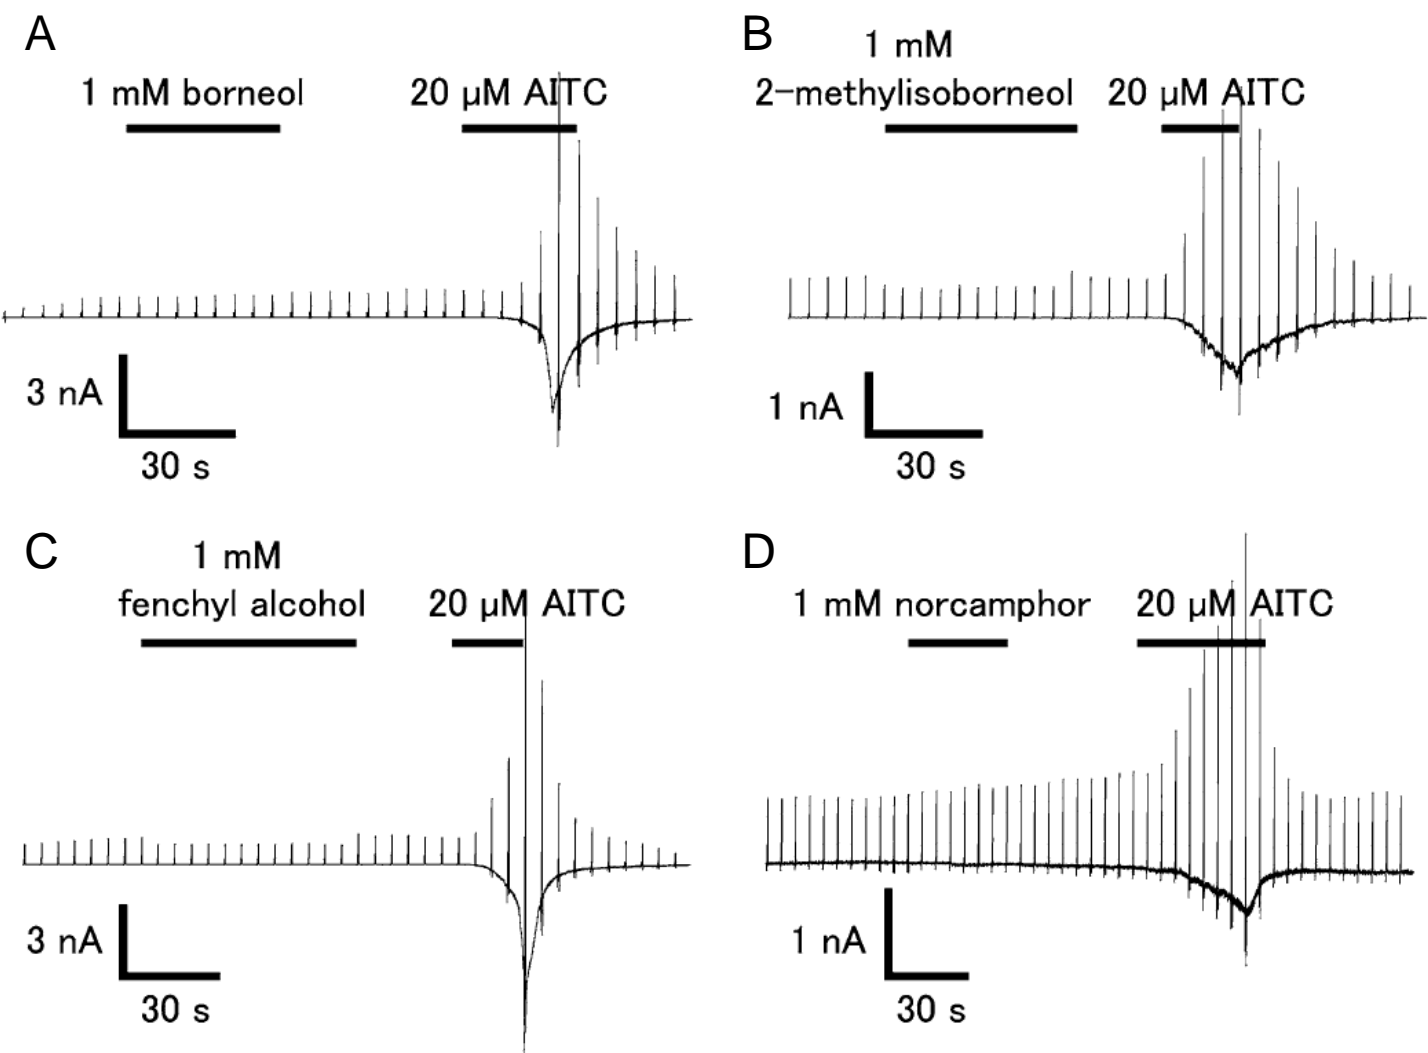 A
1 mM borneol
20 µM AITC
3 nA
30 s
B
1 mM
2-methylisoborneol
20 µM AITC
1 nA
30 s
C
1 mM
fenchyl alcohol
20 µM AITC
3 nA
30 s
D
1 mM norcamphor
20 µM AITC
1 nA
30 s